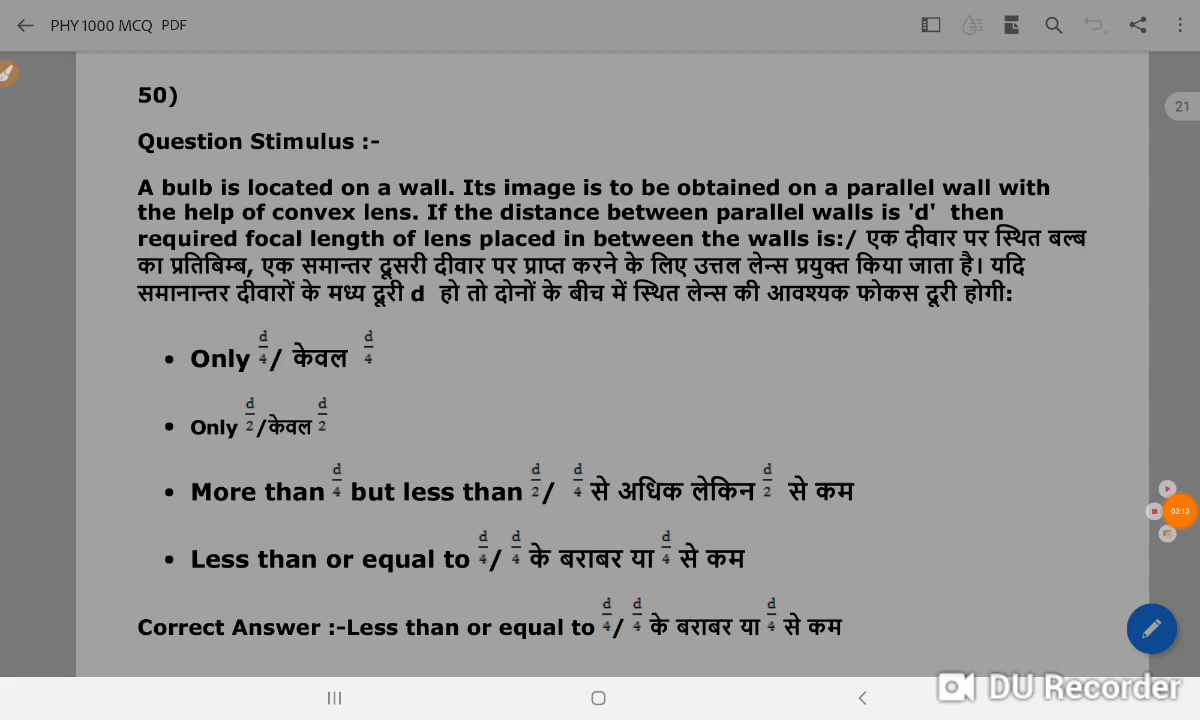 PHY 1000 MCQ PDF
21
50)
Question Stimulus :-
A bulb is located on a wall. Its image is to be obtained on a parallel wall with
the help of convex lens. If the distance between parallel walls is 'd' then
required focal length of lens placed in between the walls is:/ एक दीवार पर स्थित बल्ब
का प्रतिबिम्ब, एक समान्तर दूसरी दीवार पर प्राप्त करने के लिए उत्तल लेन्स प्रयुक्त किया जाता है। यदि
समानान्तर दीवारों के मध्य दूरी d हो तो दोनों के बीच में स्थित लेन्स की आवश्यक फोकस दूरी होगी:
• Only d/4/ केवल d/4
• Only d/2/केवल d/2
• More than d/4 but less than d/2/ d/4 से अधिक लेकिन d/2 से कम
• Less than or equal to d/4/ d/4 के बराबर या d/4 से कम
Correct Answer :-Less than or equal to d/4/ d/4 के बराबर या d/4 से कम
03:13
DU Recorder